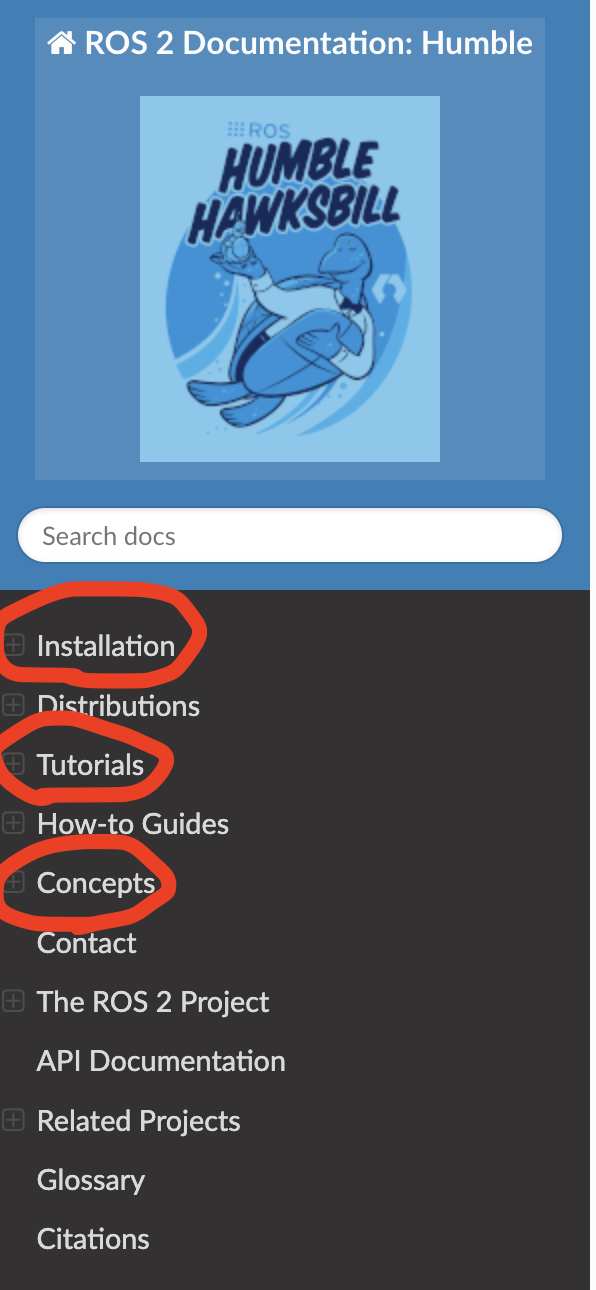 ROS 2 Documentation: Humble
ROS
HUMBLE
HAWKSBILL
Search docs
Installation
Distributions
Tutorials
How-to Guides
Concepts
Contact
The ROS 2 Project
API Documentation
Related Projects
Glossary
Citations